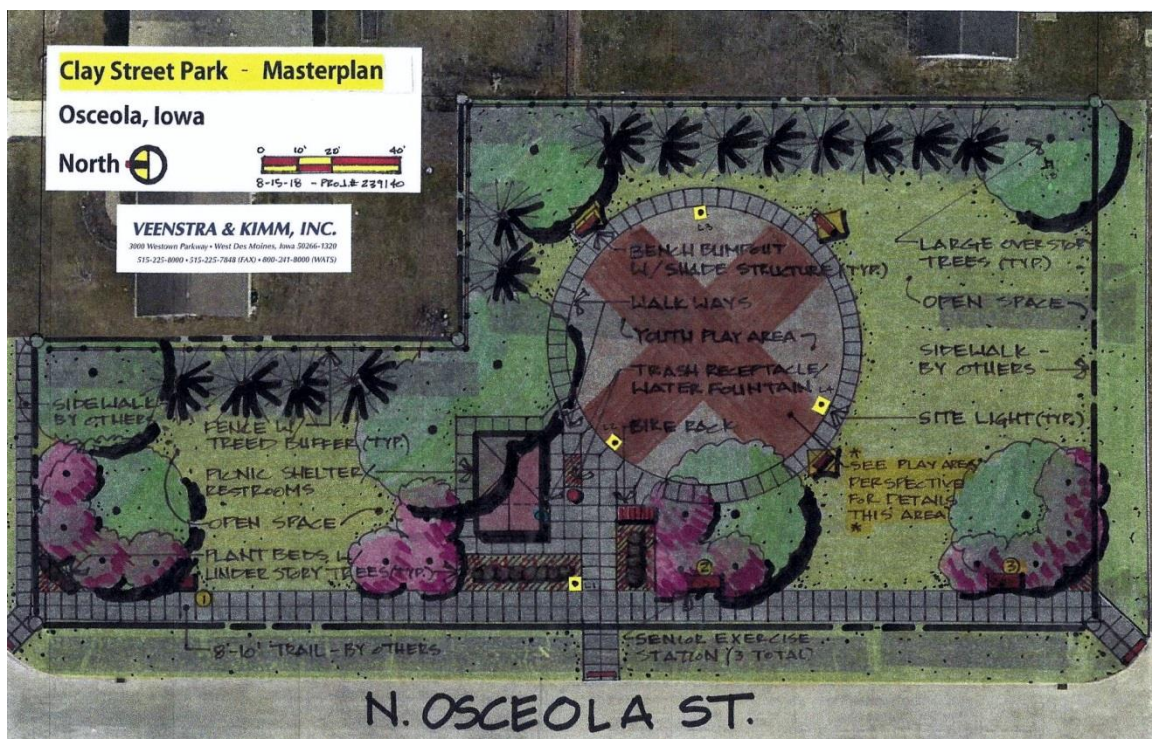 Clay Street Park - Masterplan
Osceola, Iowa
North
0 10' 20' 40'
8-15-18 - PROJ.# 239140
VEENSTRA & KIMM, INC.
3000 Westown Parkway • West Des Moines, Iowa 50266-1320
515-225-8000 • 515-225-7848 (FAX) • 800-241-8000 (WATS)
BENCH BUMPOUT
W/ SHADE STRUCTURE (TYP.)
WALK WAYS
YOUTH PLAY AREA
TRASH RECEPTACLE/
WATER FOUNTAIN
BIKE RACK
LARGE OVERSTORY
TREES (TYP.)
OPEN SPACE
SIDEWALK -
BY OTHERS
SITE LIGHT (TYP.)
*
SEE PLAY AREA
PERSPECTIVE
FOR DETAILS
THIS AREA
*
SIDEWALK
BY OTHERS
FENCE W/
TREED BUFFER (TYP.)
PICNIC SHELTER/
RESTROOMS
OPEN SPACE
PLANT BEDS W/
UNDER STORY TREES (TYP.)
1
2
3
L3
8'-10' TRAIL - BY OTHERS
SENIOR EXERCISE
STATION (3 TOTAL)
N. OSCEOLA ST.